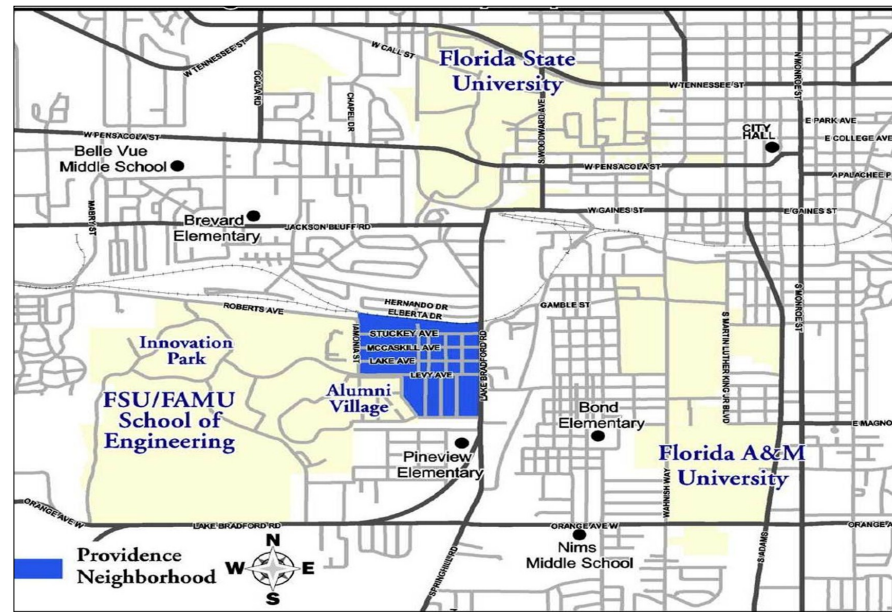 W TENNESSEE ST
OCALA RD
W CALL ST
Florida State
University
W TENNESSEE ST
N MONROE ST
CHAPEL DR
S WOODWARD AVE
E PARK AVE
CITY
HALL
E COLLEGE AVE
W PENSACOLA ST
Belle Vue
Middle School
W PENSACOLA ST
APALACHEE P
MABRY ST
Brevard
Elementary
JACKSON BLUFF RD
W GAINES ST
E GAINES ST
S MONROE ST
HERNANDO DR
ELBERTA DR
GAMBLE ST
ROBERTS AVE
IAMONIA ST
STUCKEY AVE
MCCASKILL AVE
LAKE AVE
LEVY AVE
LAKE BRADFORD RD
S MARTIN LUTHER KING JR BLVD
Innovation
Park
FSU/FAMU
School of
Engineering
Alumni
Village
Bond
Elementary
E MAGNO
Pineview
Elementary
Florida A&M
University
WAHNISH WAY
ORANGE AVE W
LAKE BRADFORD RD
ORANGE AVE W
ORANGE A
Nims
Middle School
SPRINGHILL RD
S ADAMS
Providence
Neighborhood
N
W E
S